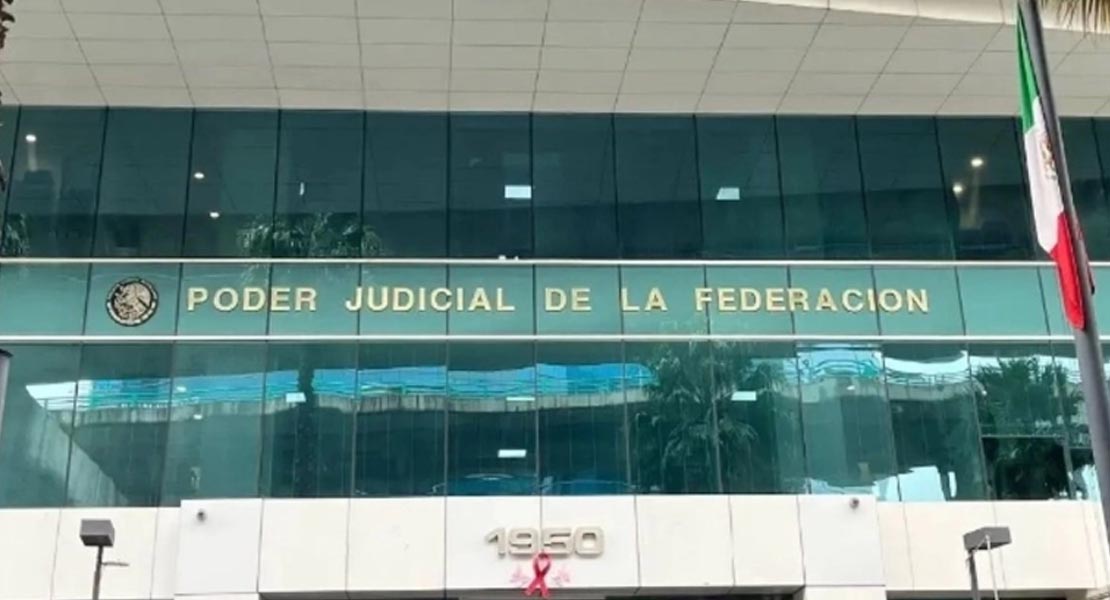 PODER JUDICIAL DE LA FEDERACION
1950